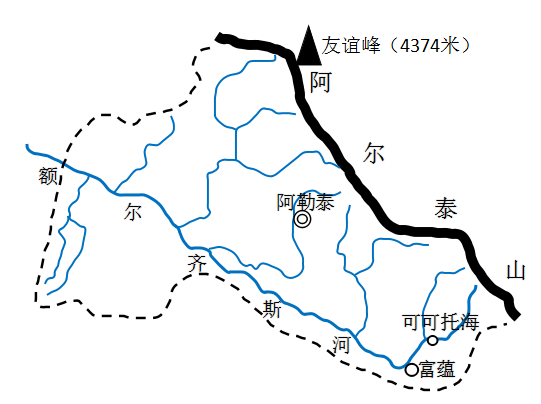 友谊峰（4374米）
阿尔泰山
阿勒泰
额尔齐斯河
可可托海
富蕴